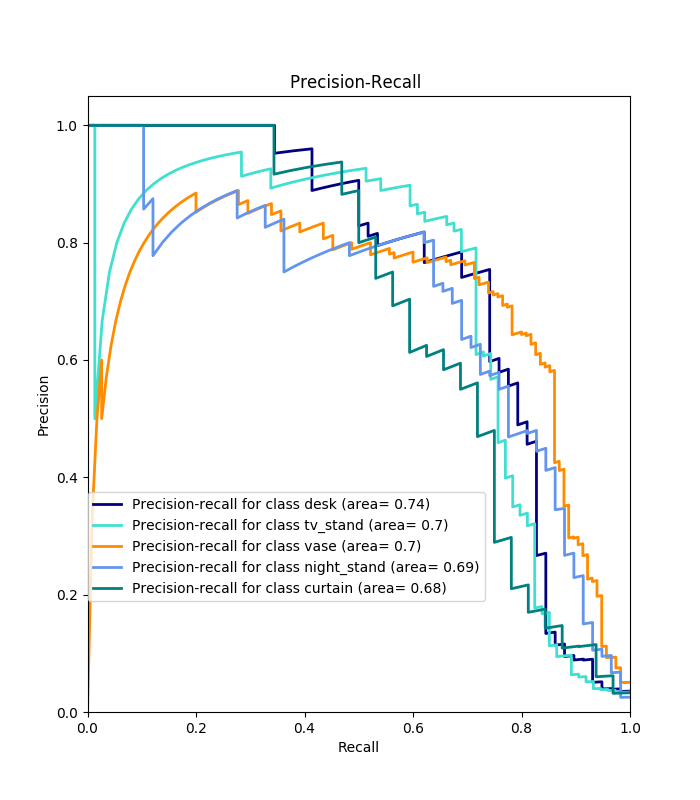 Precision-Recall
1.0
0.8
0.6
0.4
0.2
0.0
Precision
Precision-recall for class desk (area= 0.74)
Precision-recall for class tv_stand (area= 0.7)
Precision-recall for class vase (area= 0.7)
Precision-recall for class night_stand (area= 0.69)
Precision-recall for class curtain (area= 0.68)
0.0 0.2 0.4 0.6 0.8 1.0
Recall